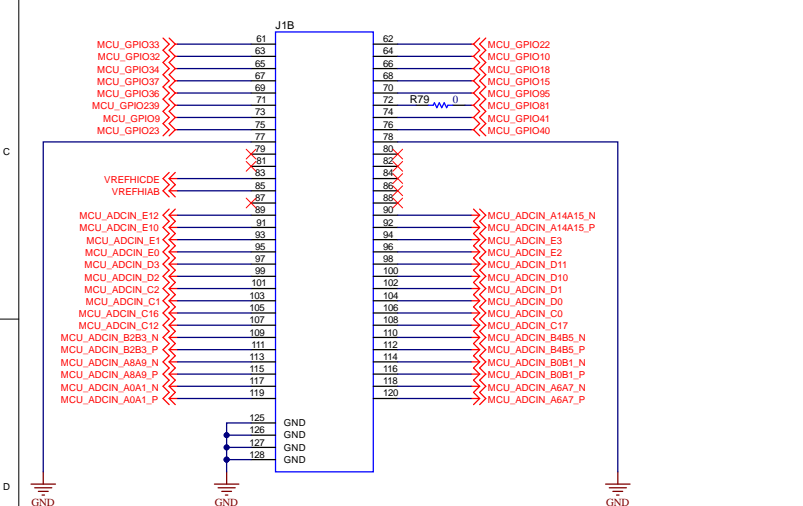 J1B
MCU_GPIO33 61 62 MCU_GPIO22
MCU_GPIO32 63 64 MCU_GPIO10
MCU_GPIO34 65 66 MCU_GPIO18
MCU_GPIO37 67 68 MCU_GPIO15
MCU_GPIO36 69 70 MCU_GPIO95
MCU_GPIO239 71 72 R79 0 MCU_GPIO81
MCU_GPIO9 73 74 MCU_GPIO41
MCU_GPIO23 75 76 MCU_GPIO40
77 78
C 79 80
81 82
VREFHICDE 83 84
VREFHIAB 85 86
87 88
MCU_ADCIN_E12 89 90 MCU_ADCIN_A14A15_N
MCU_ADCIN_E10 91 92 MCU_ADCIN_A14A15_P
MCU_ADCIN_E1 93 94 MCU_ADCIN_E3
MCU_ADCIN_E0 95 96 MCU_ADCIN_E2
MCU_ADCIN_D3 97 98 MCU_ADCIN_D11
MCU_ADCIN_D2 99 100 MCU_ADCIN_D10
MCU_ADCIN_C2 101 102 MCU_ADCIN_D1
MCU_ADCIN_C1 103 104 MCU_ADCIN_D0
MCU_ADCIN_C16 105 106 MCU_ADCIN_C0
MCU_ADCIN_C12 107 108 MCU_ADCIN_C17
MCU_ADCIN_B2B3_N 109 110 MCU_ADCIN_B4B5_N
MCU_ADCIN_B2B3_P 111 112 MCU_ADCIN_B4B5_P
MCU_ADCIN_A8A9_N 113 114 MCU_ADCIN_B0B1_N
MCU_ADCIN_A8A9_P 115 116 MCU_ADCIN_B0B1_P
MCU_ADCIN_A0A1_N 117 118 MCU_ADCIN_A6A7_N
MCU_ADCIN_A0A1_P 119 120 MCU_ADCIN_A6A7_P
125 GND
126 GND
127 GND
128 GND
D
GND GND GND